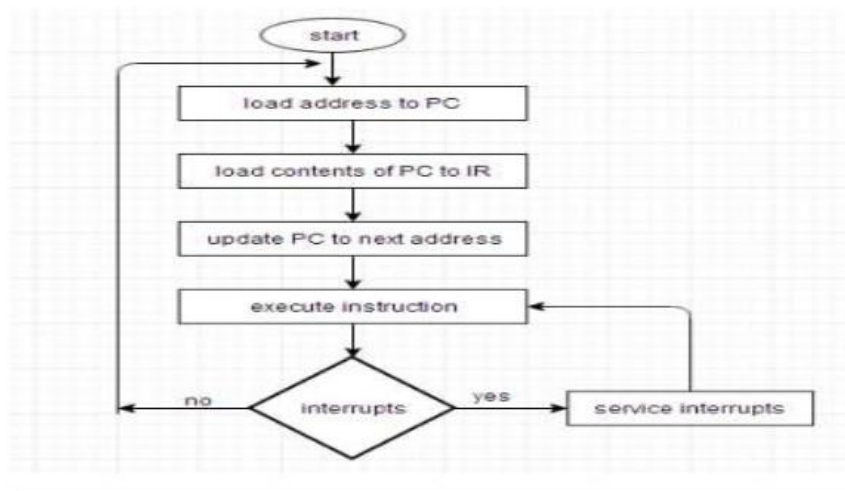 start
load address to PC
load contents of PC to IR
update PC to next address
execute instruction
no
interrupts
yes
service interrupts